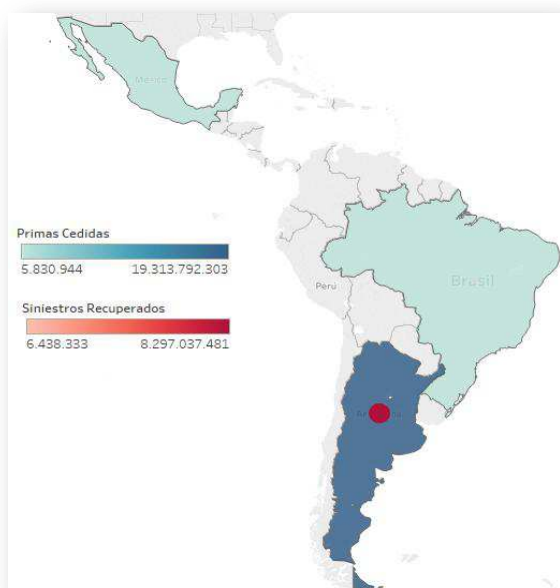 México
Primas Cedidas
5.830.944 19.313.792.303
Perú
Brasil
Siniestros Recuperados
6.438.333 8.297.037.481